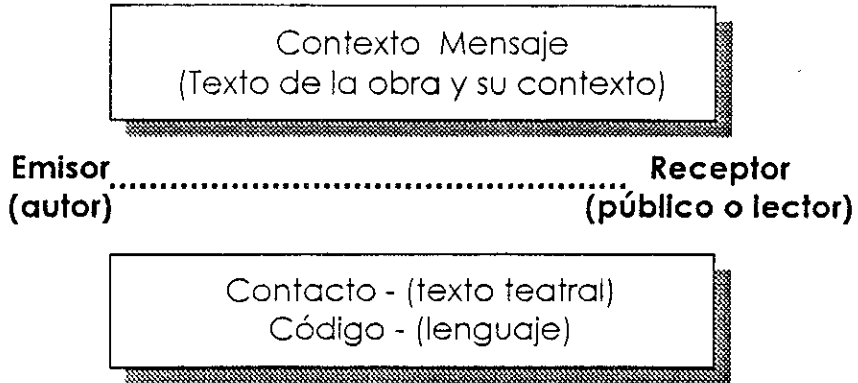 Contexto Mensaje
(Texto de la obra y su contexto)
Emisor Receptor
(autor) (público o lector)
Contacto - (texto teatral)
Código - (lenguaje)